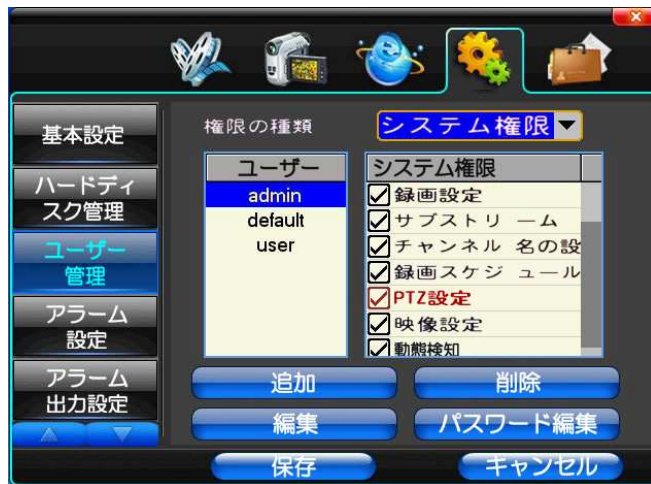 権限の種類
システム権限
基本設定
ハードディ
スク管理
ユーザー
管理
アラーム
設定
アラーム
出力設定
ユーザー
admin
default
user
システム権限
録画設定
サブストリ ーム
チャンネル 名の設
録画スケジ ュール
PTZ設定
映像設定
動態検知
追加
削除
編集
パスワード編集
保存
キャンセル